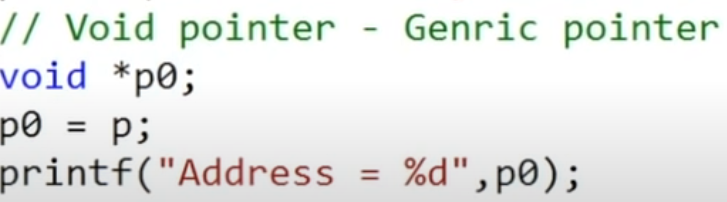 // Void pointer - Genric pointer
void *p0;
p0 = p;
printf("Address = %d",p0);